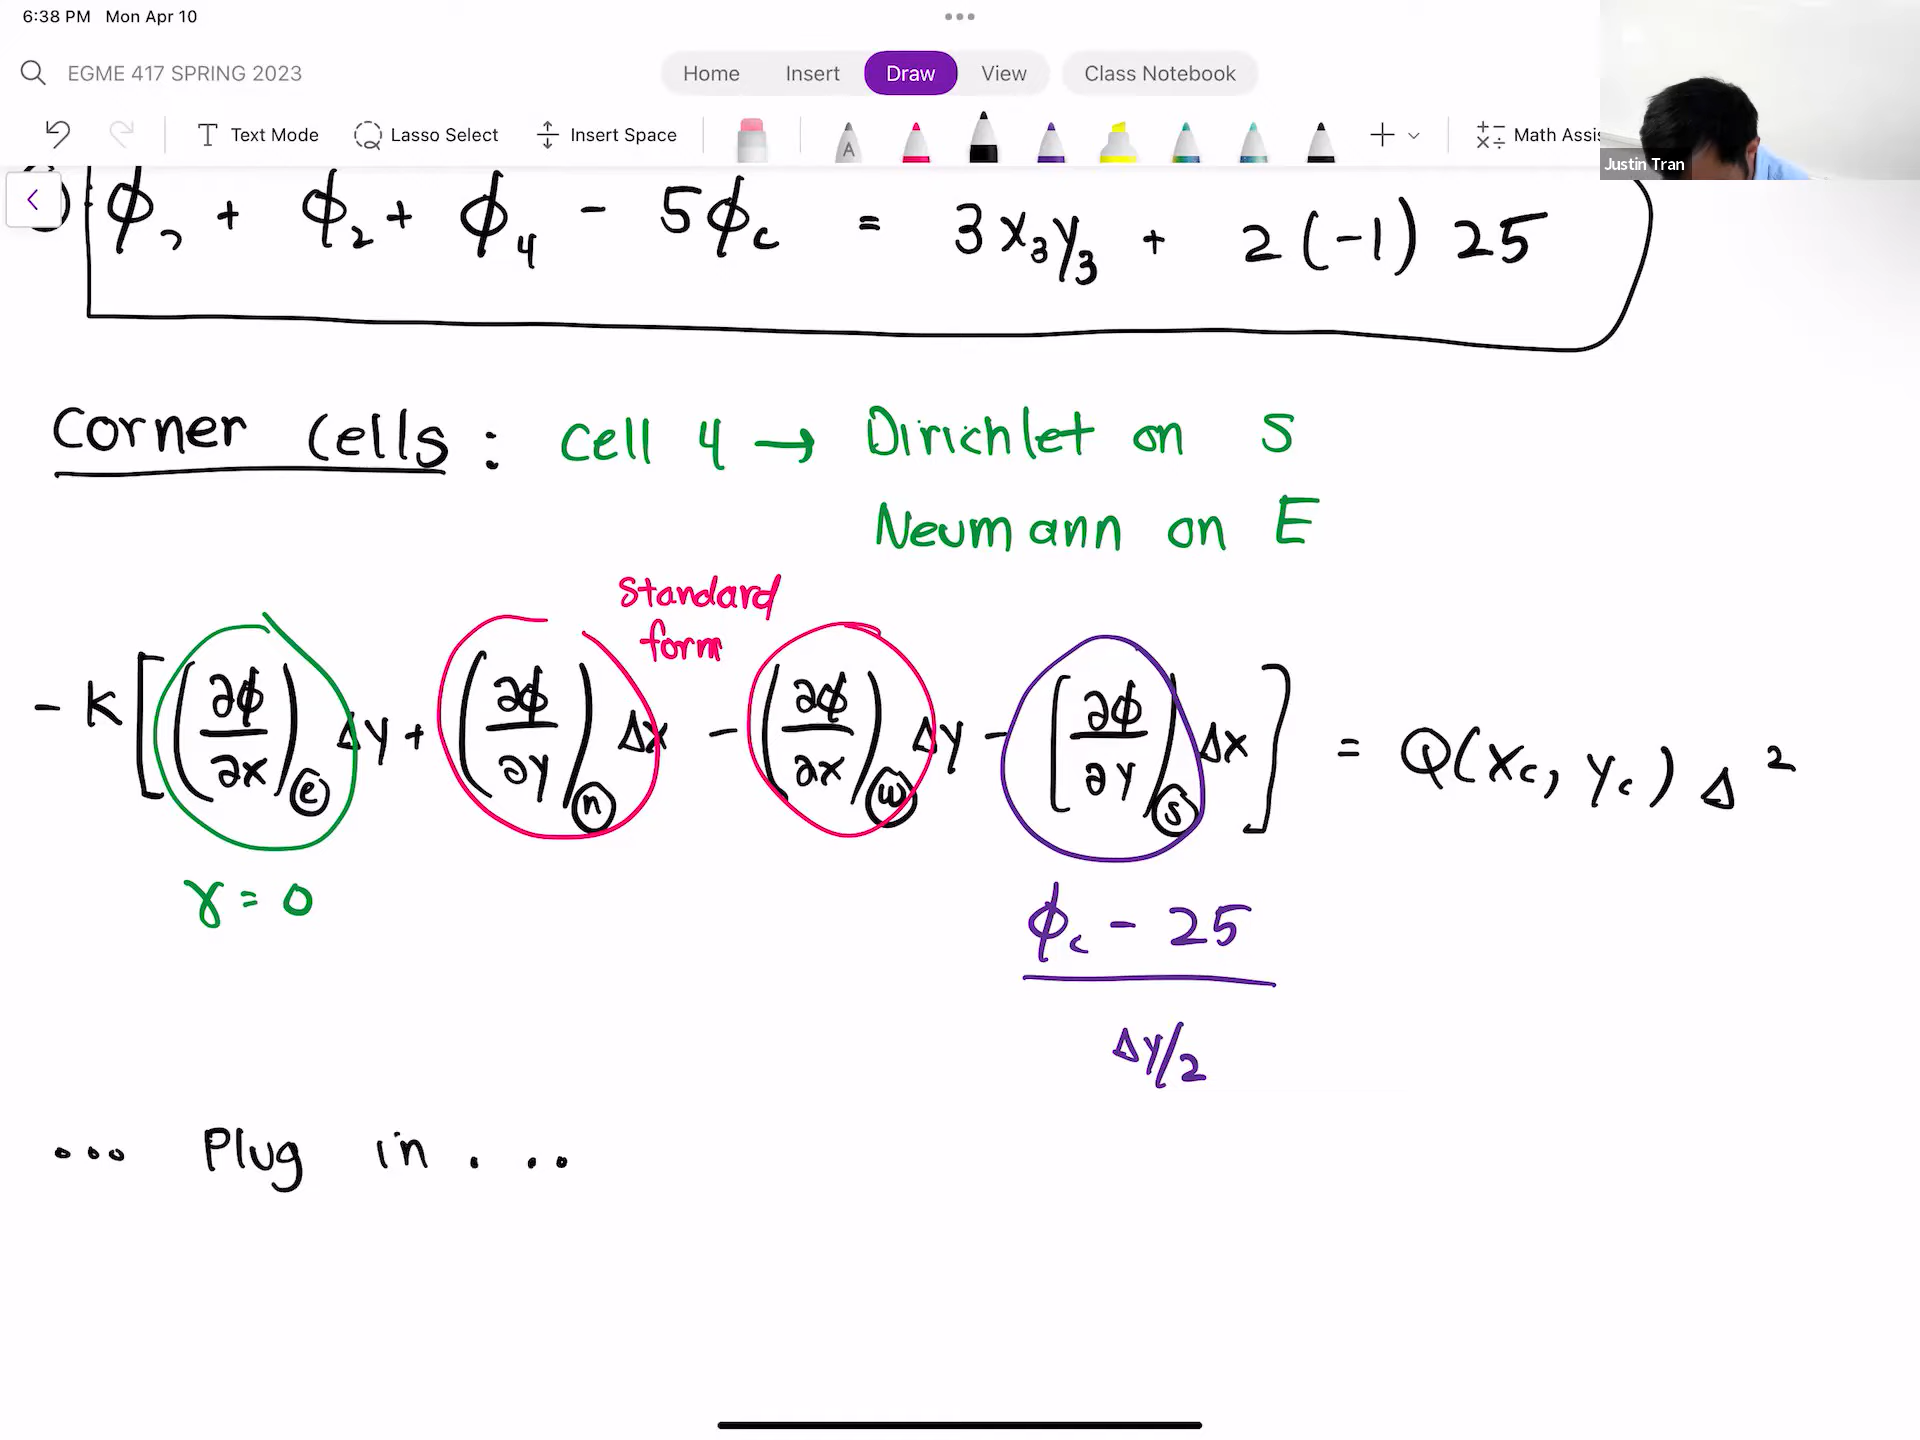 6:38 PM Mon Apr 10
EGME 417 SPRING 2023
Home Insert Draw View Class Notebook
Text Mode Lasso Select Insert Space A Math Assis
Justin Tran
ϕ₂ + ϕ₄ - 5ϕc = 3x₃y₃ + 2(-1) 25
Corner Cells : Cell 4 → Dirichlet on S
Neumann on E
Standard
form
- K [ (∂ϕ/∂x)e Δy + (∂ϕ/∂y)n Δx - (∂ϕ/∂x)w Δy - [∂ϕ/∂y)s Δx ] = Q(xc, yc) Δ²
γ = 0
ϕc - 25
Δy/2
... Plug in . ..